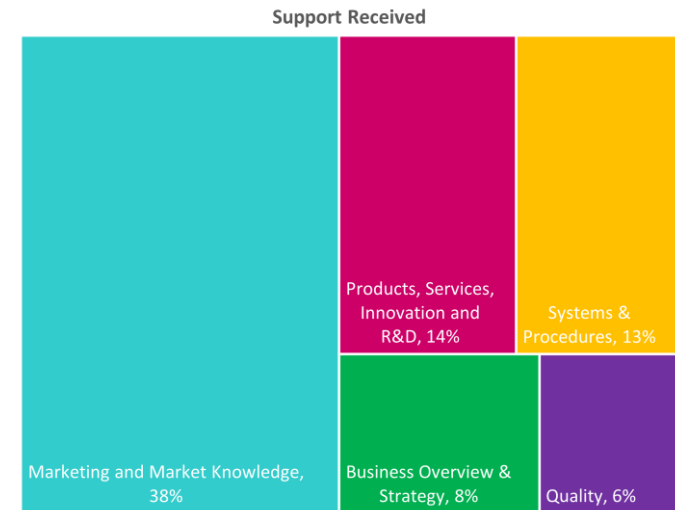 Support Received
Products, Services,
Innovation and
R&D, 14%
Systems &
Procedures, 13%
Marketing and Market Knowledge,
38%
Business Overview &
Strategy, 8%
Quality, 6%